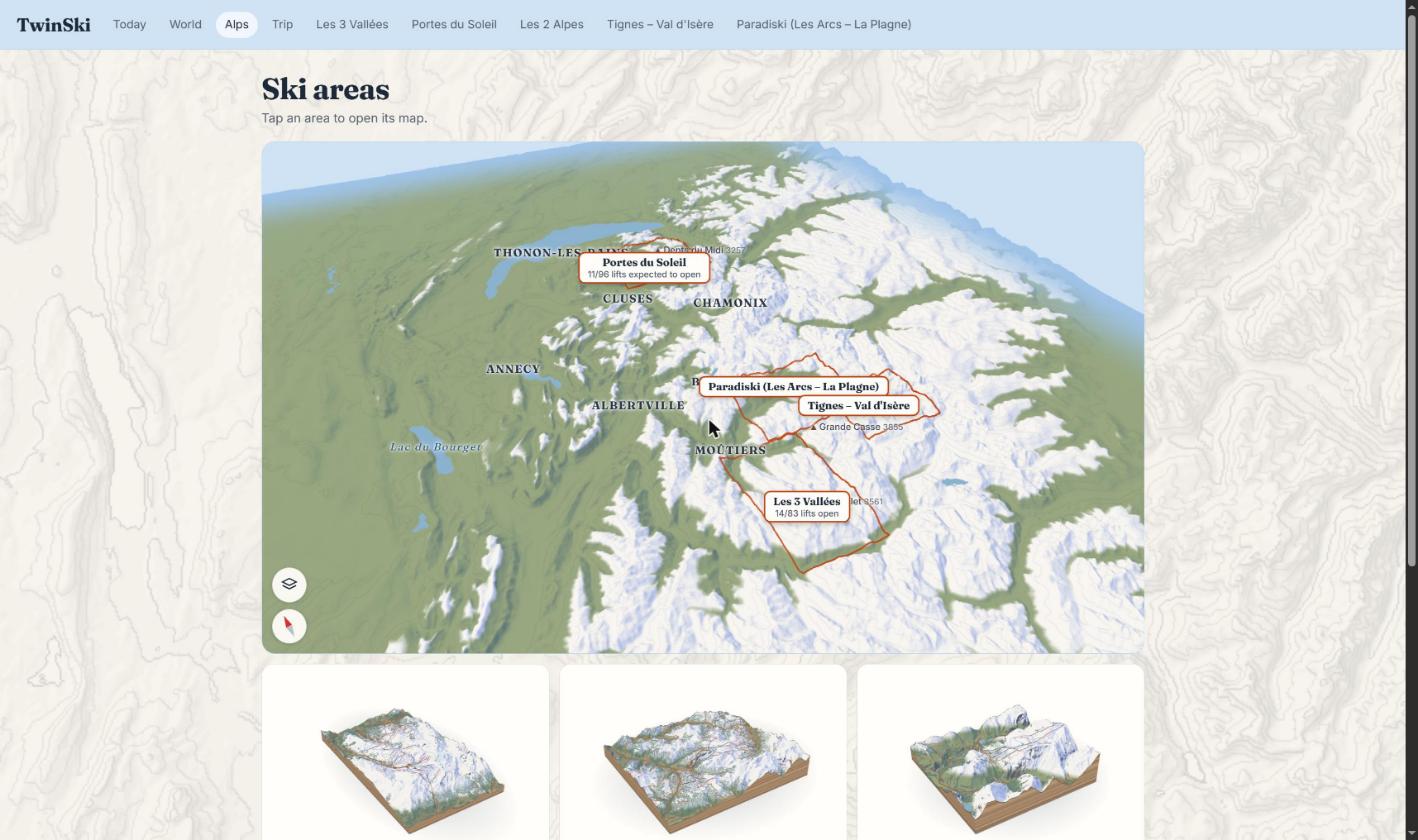 TwinSki Today World Alps Trip Les 3 Vallées Portes du Soleil Les 2 Alpes Tignes – Val d'Isère Paradiski (Les Arcs – La Plagne)
Ski areas
Tap an area to open its map.
THONON-LES-BAINS
Dents du Midi 3257
Portes du Soleil
11/96 lifts expected to open
CLUSES
CHAMONIX
ANNECY
Paradiski (Les Arcs – La Plagne)
ALBERTVILLE
Tignes – Val d'Isère
Grande Casse 3855
Lac du Bourget
MOÛTIERS
Les 3 Vallées
14/83 lifts open
3561